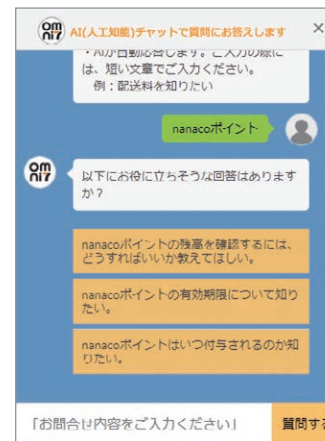 omni7 AI(人工知能)チャットで質問にお答えします ×
・AIが自動応答します。ご入力の際に
は、短い文章でご入力ください。
例：配送料を知りたい
nanacoポイント
omni7
以下にお役に立ちそうな回答はあります
か？
nanacoポイントの残高を確認するには、
どうすればいいか教えてほしい。
nanacoポイントの有効期限について知り
たい。
nanacoポイントはいつ付与されるのか知
りたい。
「お問合せ内容をご入力ください」 質問する